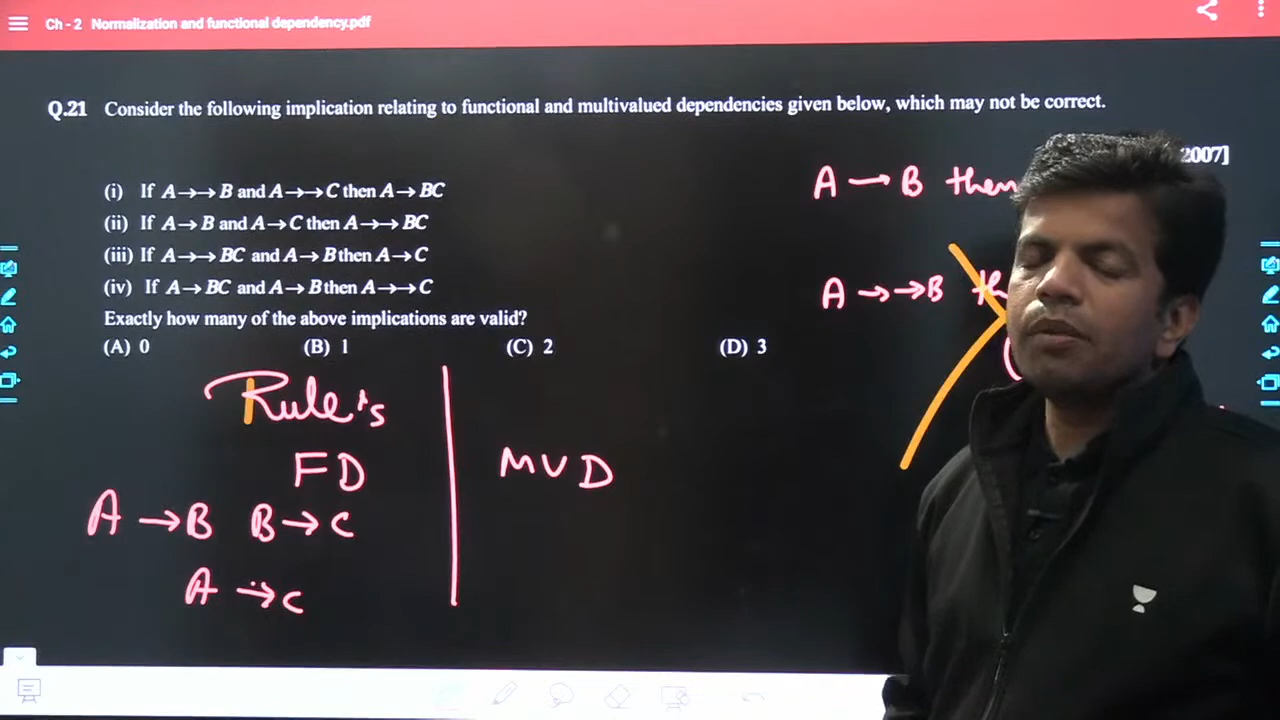 Ch - 2 Normalization and functional dependency.pdf
Q.21 Consider the following implication relating to functional and multivalued dependencies given below, which may not be correct.
2007]
(i) If A→→B and A→→C then A→BC
(ii) If A→B and A→C then A→→BC
(iii) If A→→BC and A→B then A→C
(iv) If A→BC and A→B then A→→C
Exactly how many of the above implications are valid?
(A) 0 (B) 1 (C) 2 (D) 3
A → B then
A →→ B
Rule's
FD
MVD
A → B B → C
A → C